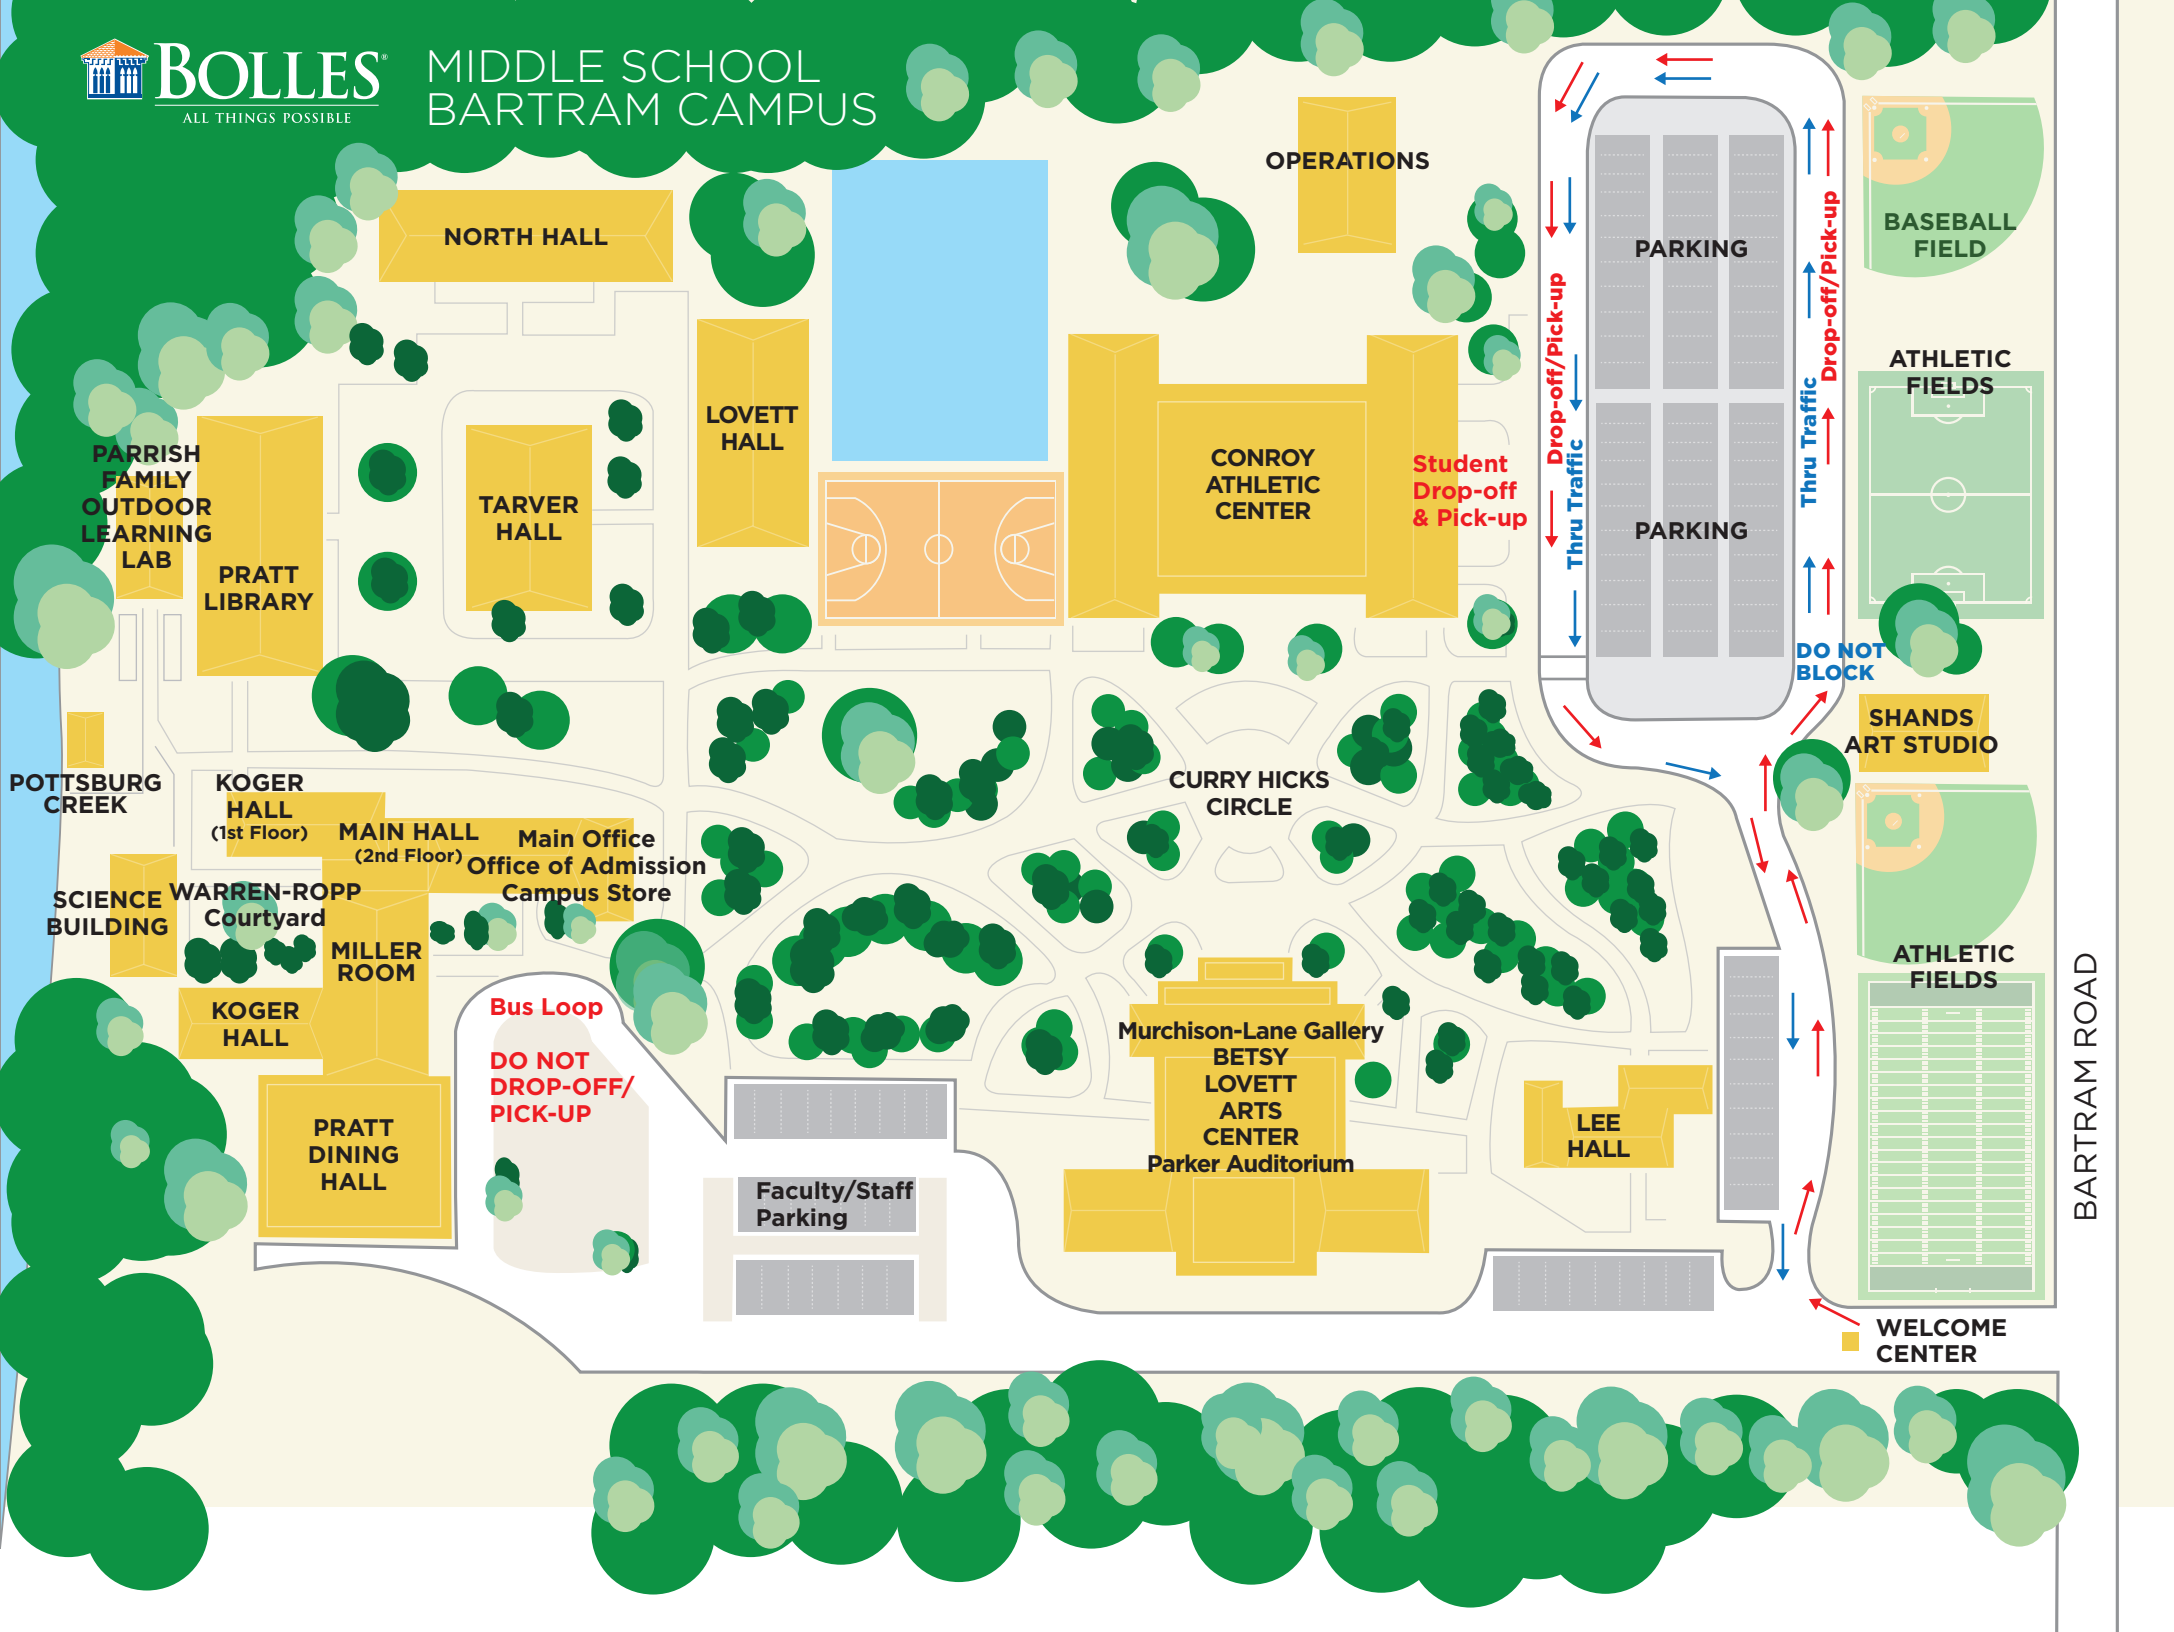 BOLLES®
ALL THINGS POSSIBLE
MIDDLE SCHOOL
BARTRAM CAMPUS
OPERATIONS
NORTH HALL
PARKING
Drop-off/Pick-up
BASEBALL
FIELD
Drop-off/Pick-up
ATHLETIC
FIELDS
LOVETT
HALL
CONROY
ATHLETIC
CENTER
Student
Drop-off
& Pick-up
Thru Traffic
Thru Traffic
PARKING
PARRISH
FAMILY
OUTDOOR
LEARNING
LAB
TARVER
HALL
PRATT
LIBRARY
DO NOT
BLOCK
SHANDS
ART STUDIO
POTTSBURG
CREEK
KOGER
HALL
(1st Floor)
MAIN HALL
(2nd Floor)
Main Office
Office of Admission
Campus Store
CURRY HICKS
CIRCLE
SCIENCE
BUILDING
WARREN-ROPP
Courtyard
MILLER
ROOM
KOGER
HALL
Bus Loop
DO NOT
DROP-OFF/
PICK-UP
ATHLETIC
FIELDS
BARTRAM ROAD
Murchison-Lane Gallery
BETSY
LOVETT
ARTS
CENTER
Parker Auditorium
LEE
HALL
PRATT
DINING
HALL
Faculty/Staff
Parking
WELCOME
CENTER